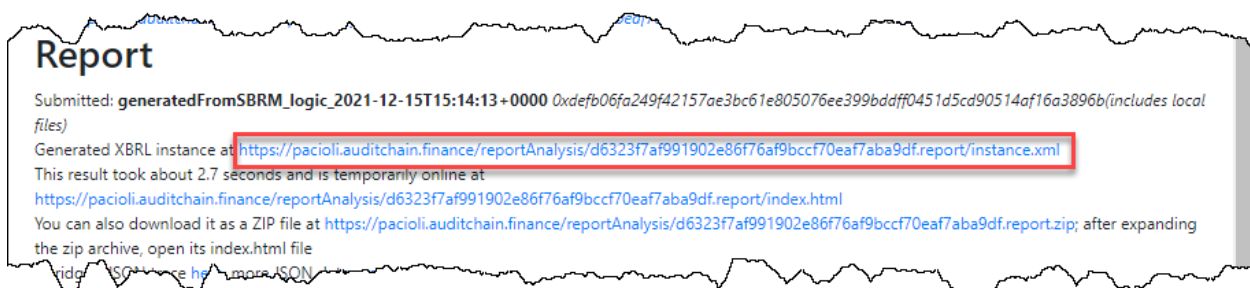 Report
Submitted: generatedFromSBRM_logic_2021-12-15T15:14:13+0000 0xdefb06fa249f42157ae3bc61e805076ee399bddff0451d5cd90514af16a3896b(includes local
files)
Generated XBRL instance at https://pacioli.auditchain.finance/reportAnalysis/d6323f7af991902e86f76af9bccf70eaf7aba9df.report/instance.xml
This result took about 2.7 seconds and is temporarily online at
https://pacioli.auditchain.finance/reportAnalysis/d6323f7af991902e86f76af9bccf70eaf7aba9df.report/index.html
You can also download it as a ZIP file at https://pacioli.auditchain.finance/reportAnalysis/d6323f7af991902e86f76af9bccf70eaf7aba9df.report.zip; after expanding
the zip archive, open its index.html file
JSON more JSON